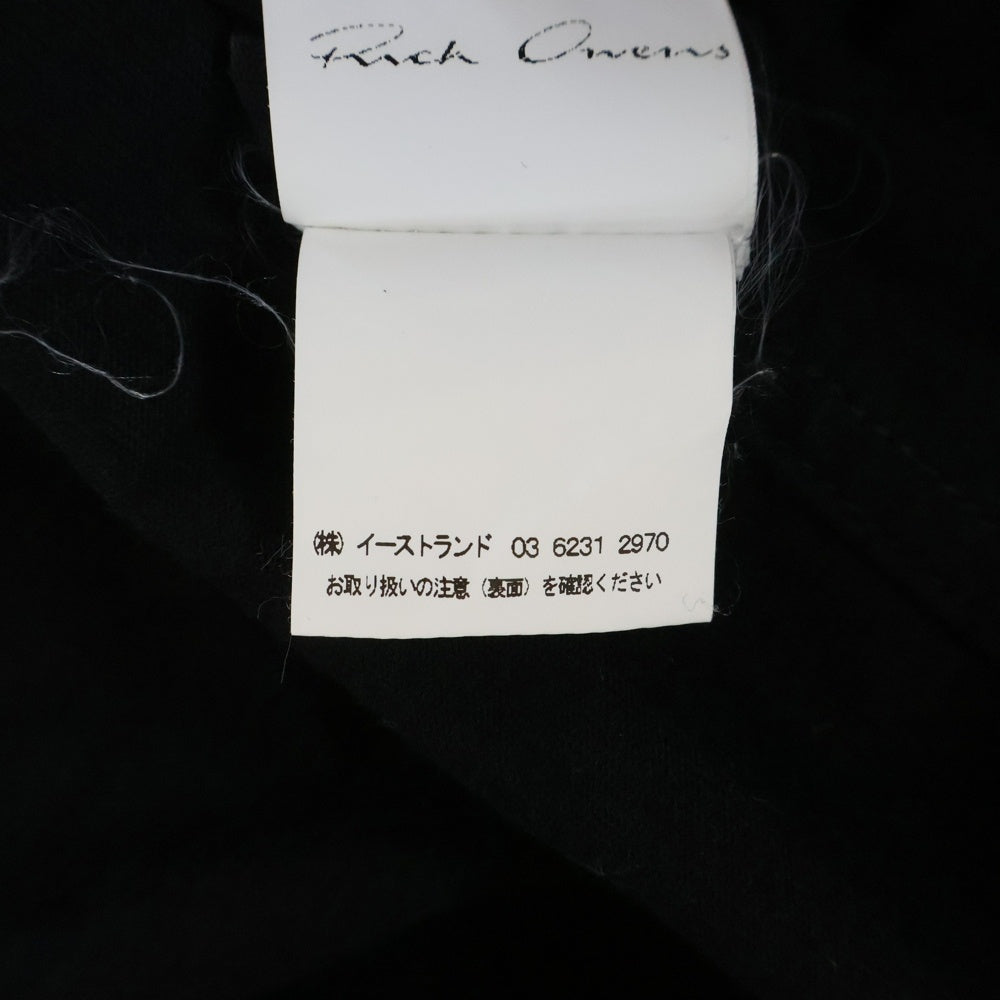 Rick Owens
(株) イーストランド 03 6231 2970
お取り扱いの注意 (裏面) を確認ください